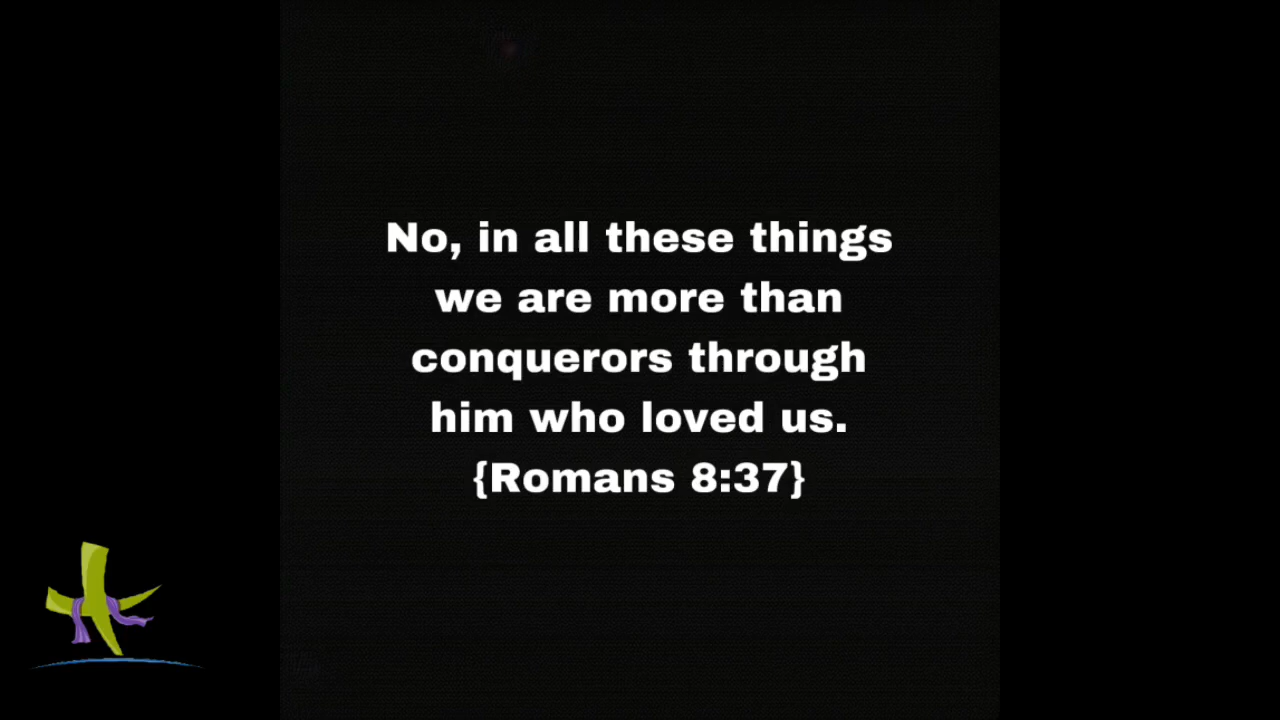 No, in all these things
we are more than
conquerors through
him who loved us.
{Romans 8:37}